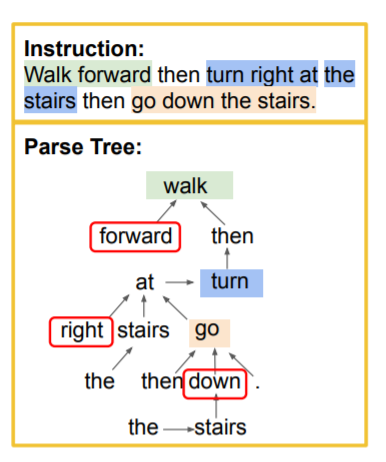 Instruction:
Walk forward then turn right at the
stairs then go down the stairs.
Parse Tree:
walk
forward then
at turn
right stairs go
the then down .
the stairs